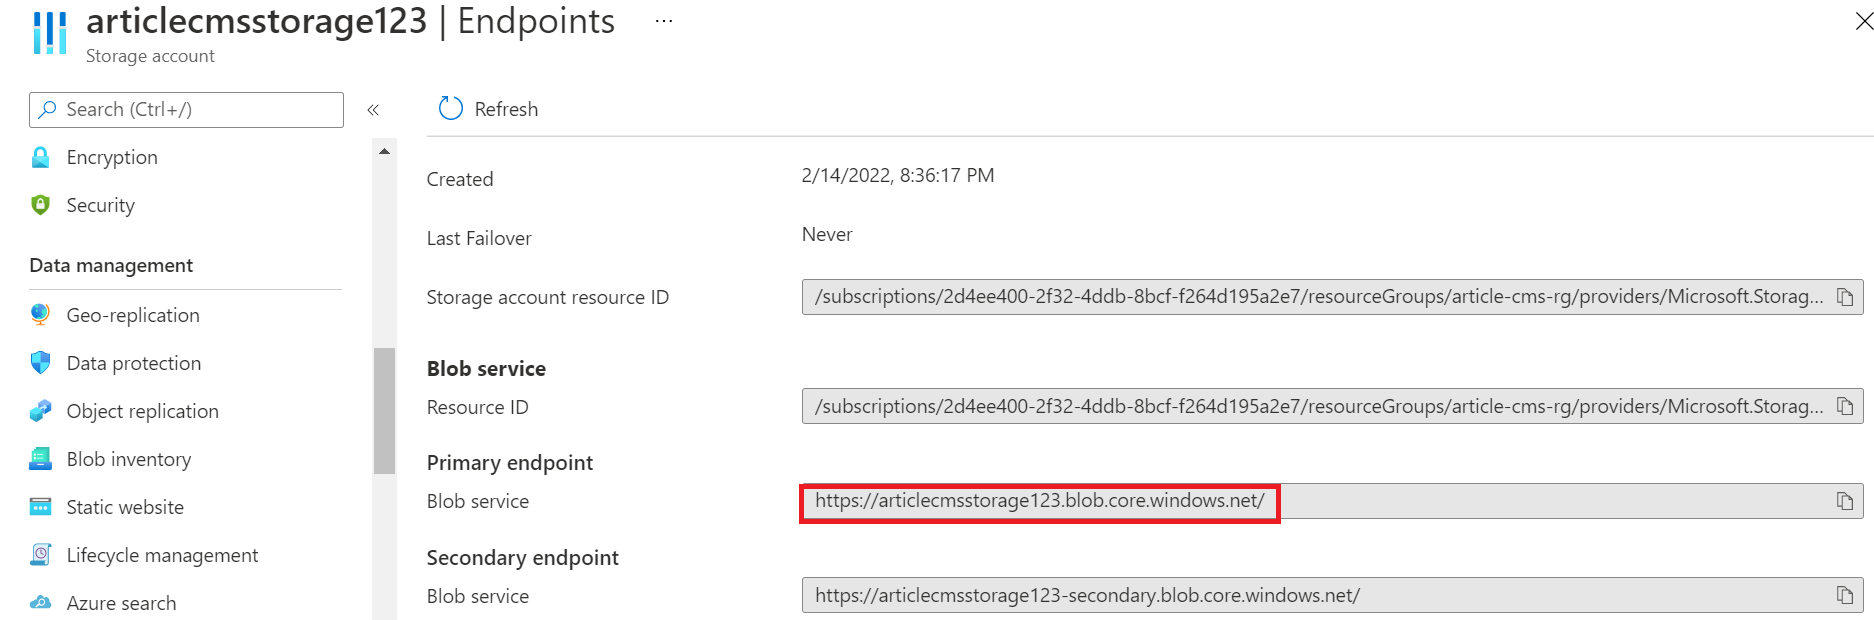 articlecmsstorage123 | Endpoints ...
Storage account
Search (Ctrl+/)
«
Encryption
Security
Data management
Geo-replication
Data protection
Object replication
Blob inventory
Static website
Lifecycle management
Azure search
Refresh
Created 2/14/2022, 8:36:17 PM
Last Failover Never
Storage account resource ID /subscriptions/2d4ee400-2f32-4ddb-8bcf-f264d195a2e7/resourceGroups/article-cms-rg/providers/Microsoft.Storag...
Blob service
Resource ID /subscriptions/2d4ee400-2f32-4ddb-8bcf-f264d195a2e7/resourceGroups/article-cms-rg/providers/Microsoft.Storag...
Primary endpoint
Blob service https://articlecmsstorage123.blob.core.windows.net/
Secondary endpoint
Blob service https://articlecmsstorage123-secondary.blob.core.windows.net/